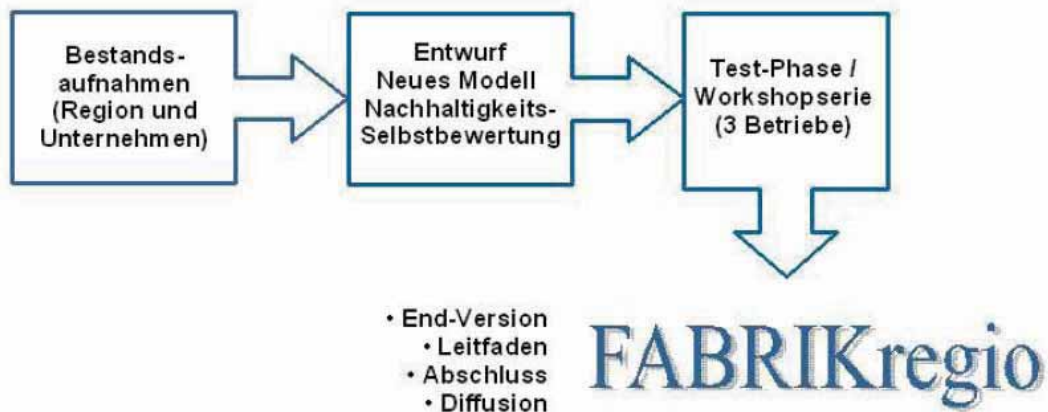 Bestands-
aufnahmen
(Region und
Unternehmen)
Entwurf
Neues Modell
Nachhaltigkeits-
Selbstbewertung
Test-Phase /
Workshopserie
(3 Betriebe)
• End-Version
• Leitfaden
• Abschluss
• Diffusion
FABRIKregio